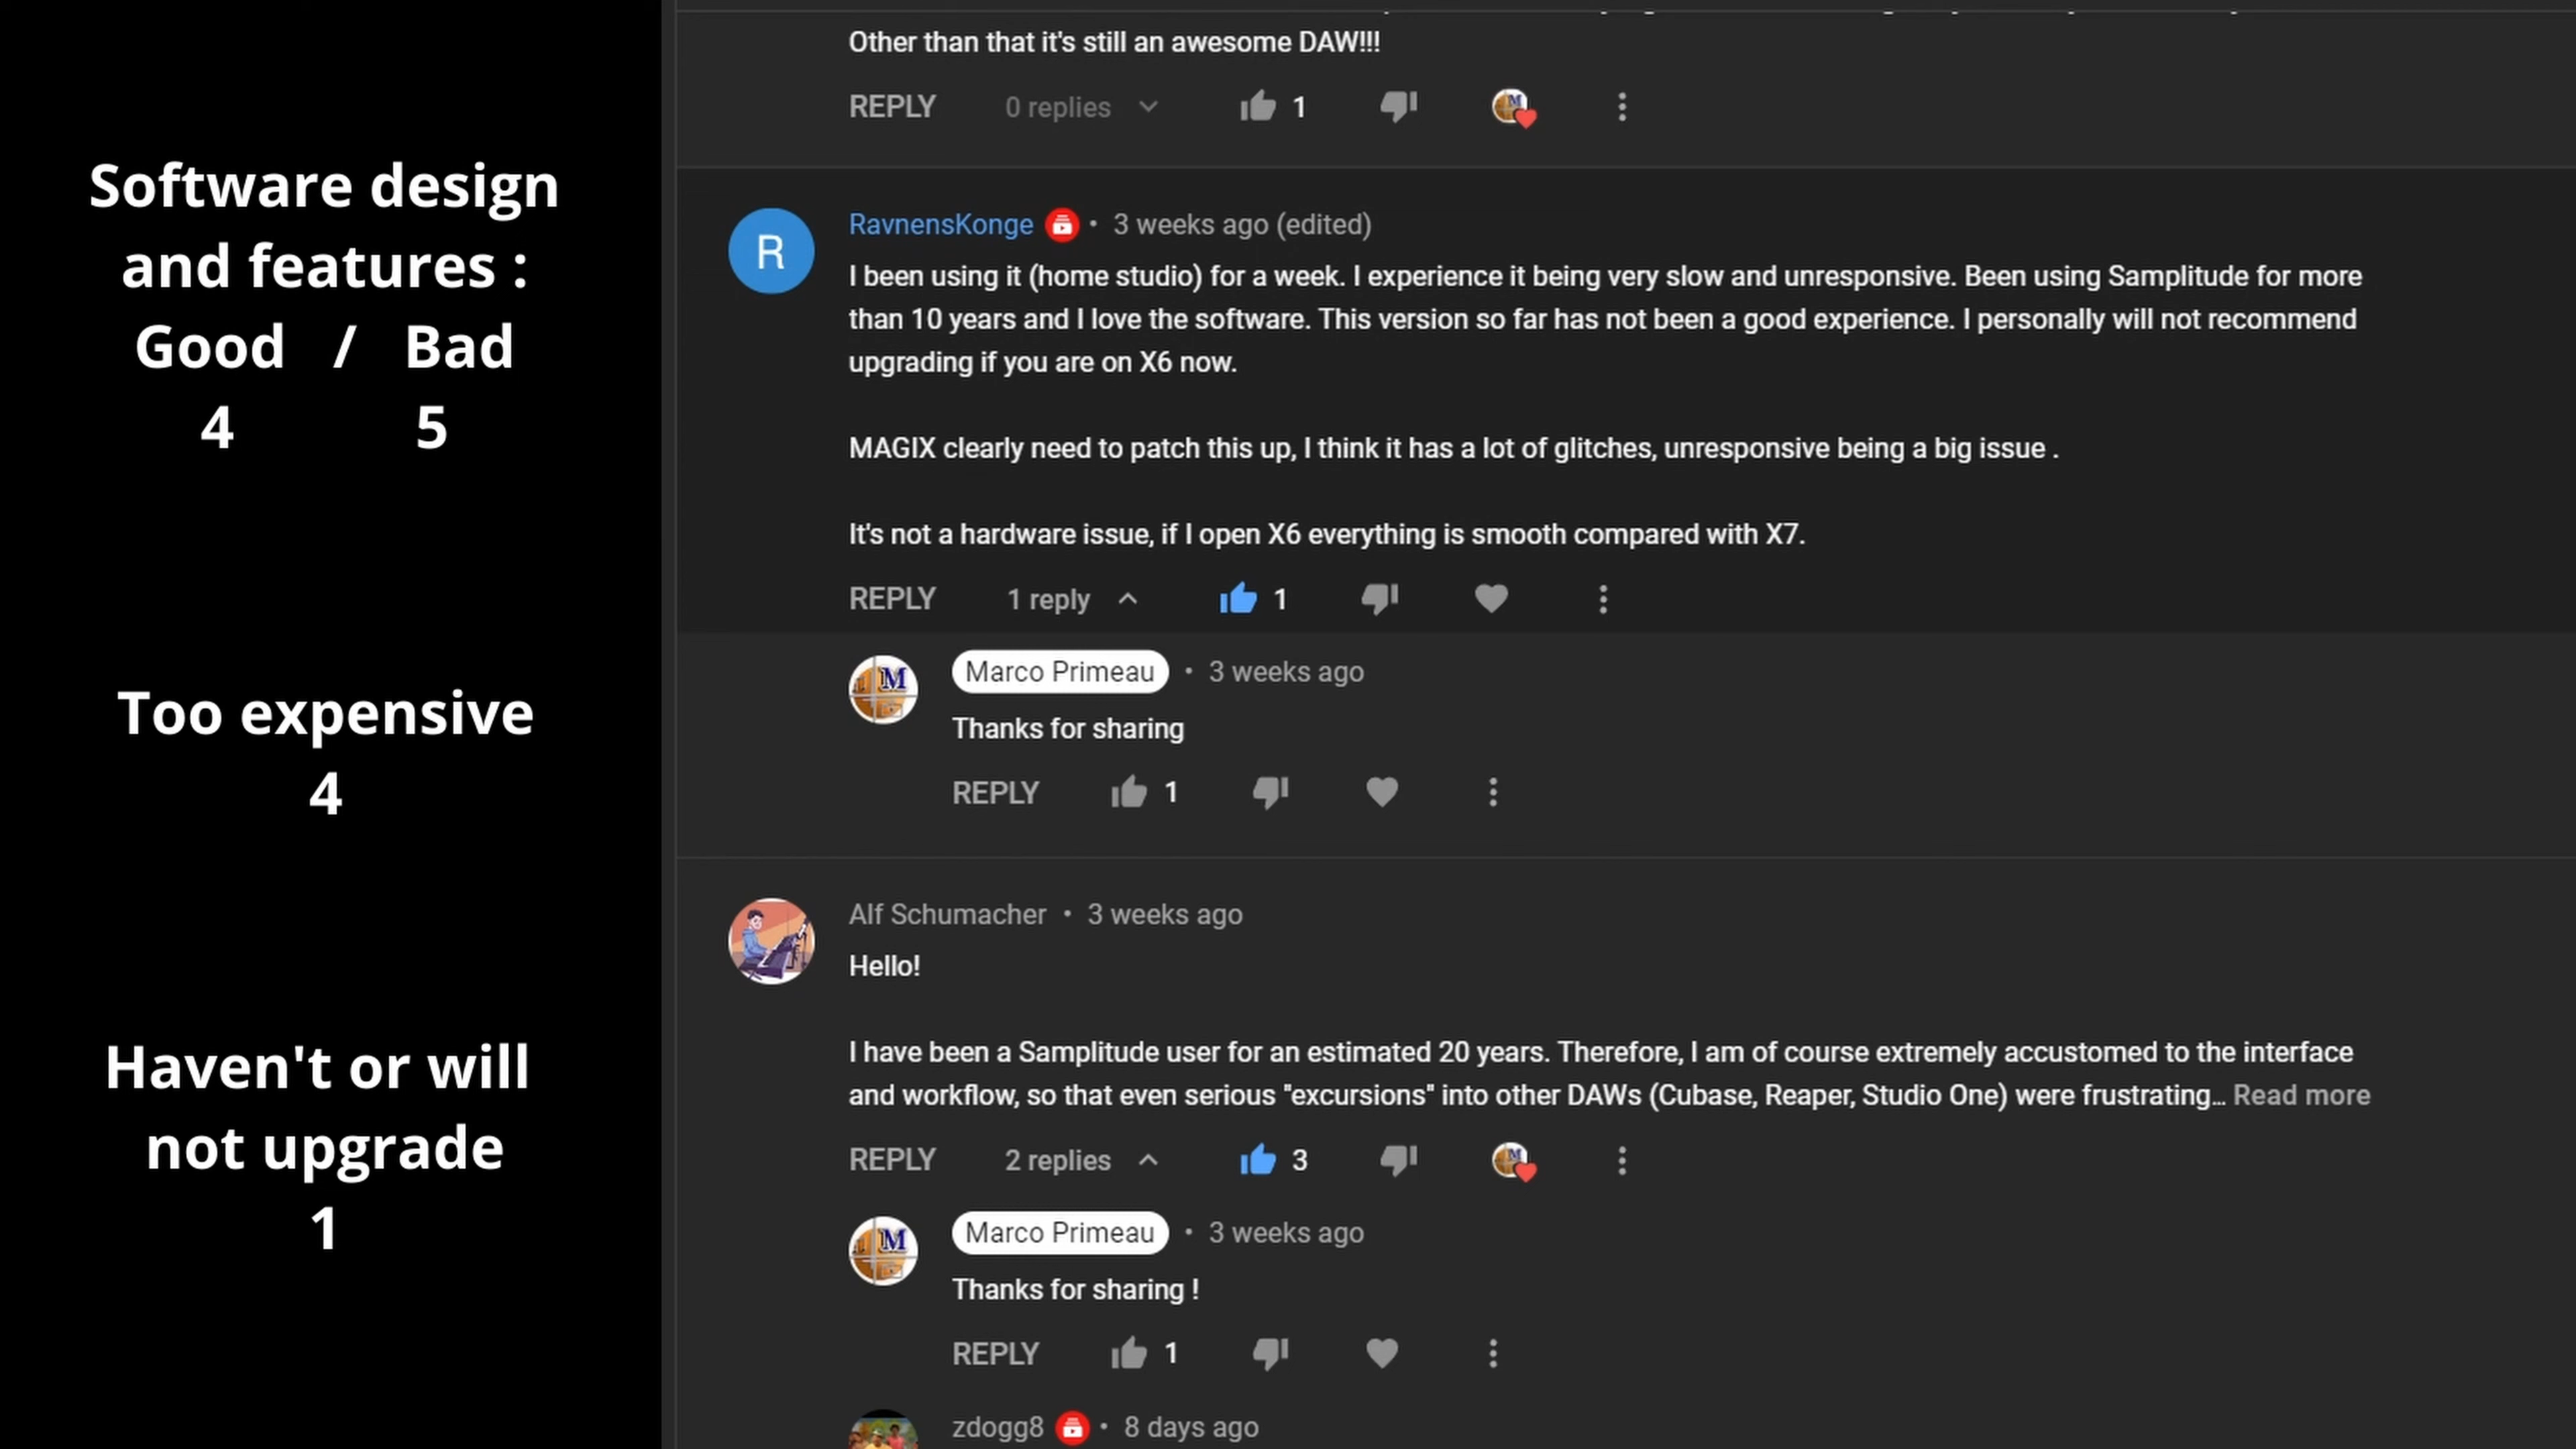 Software design
and features :
Good / Bad
4 5
Too expensive
4
Haven't or will
not upgrade
1
Other than that it's still an awesome DAW!!!
REPLY 0 replies 1
R
RavnensKonge • 3 weeks ago (edited)
I been using it (home studio) for a week. I experience it being very slow and unresponsive. Been using Samplitude for more
than 10 years and I love the software. This version so far has not been a good experience. I personally will not recommend
upgrading if you are on X6 now.
MAGIX clearly need to patch this up, I think it has a lot of glitches, unresponsive being a big issue .
It's not a hardware issue, if I open X6 everything is smooth compared with X7.
REPLY 1 reply 1
M
Marco Primeau • 3 weeks ago
Thanks for sharing
REPLY 1
Alf Schumacher • 3 weeks ago
Hello!
I have been a Samplitude user for an estimated 20 years. Therefore, I am of course extremely accustomed to the interface
and workflow, so that even serious "excursions" into other DAWs (Cubase, Reaper, Studio One) were frustrating... Read more
REPLY 2 replies 3
M
Marco Primeau • 3 weeks ago
Thanks for sharing !
REPLY 1
zdogg8 • 8 days ago